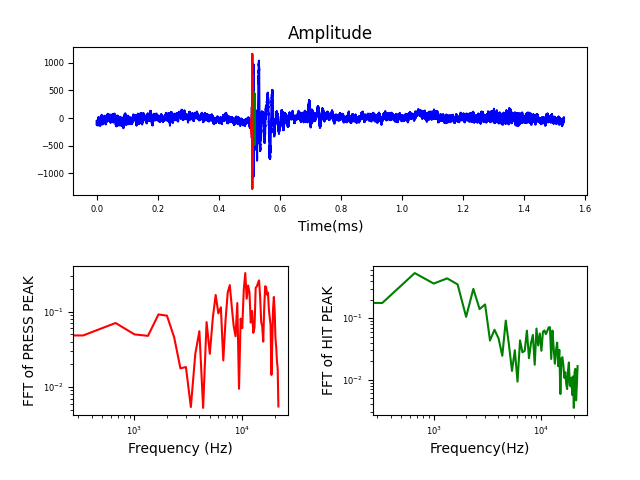 Amplitude
1000
500
0
−500
−1000
0.0 0.2 0.4 0.6 0.8 1.0 1.2 1.4 1.6
Time(ms)
FFT of PRESS PEAK
10⁻¹
10⁻²
10³ 10⁴
Frequency (Hz)
FFT of HIT PEAK
10⁻¹
10⁻²
10³ 10⁴
Frequency(Hz)